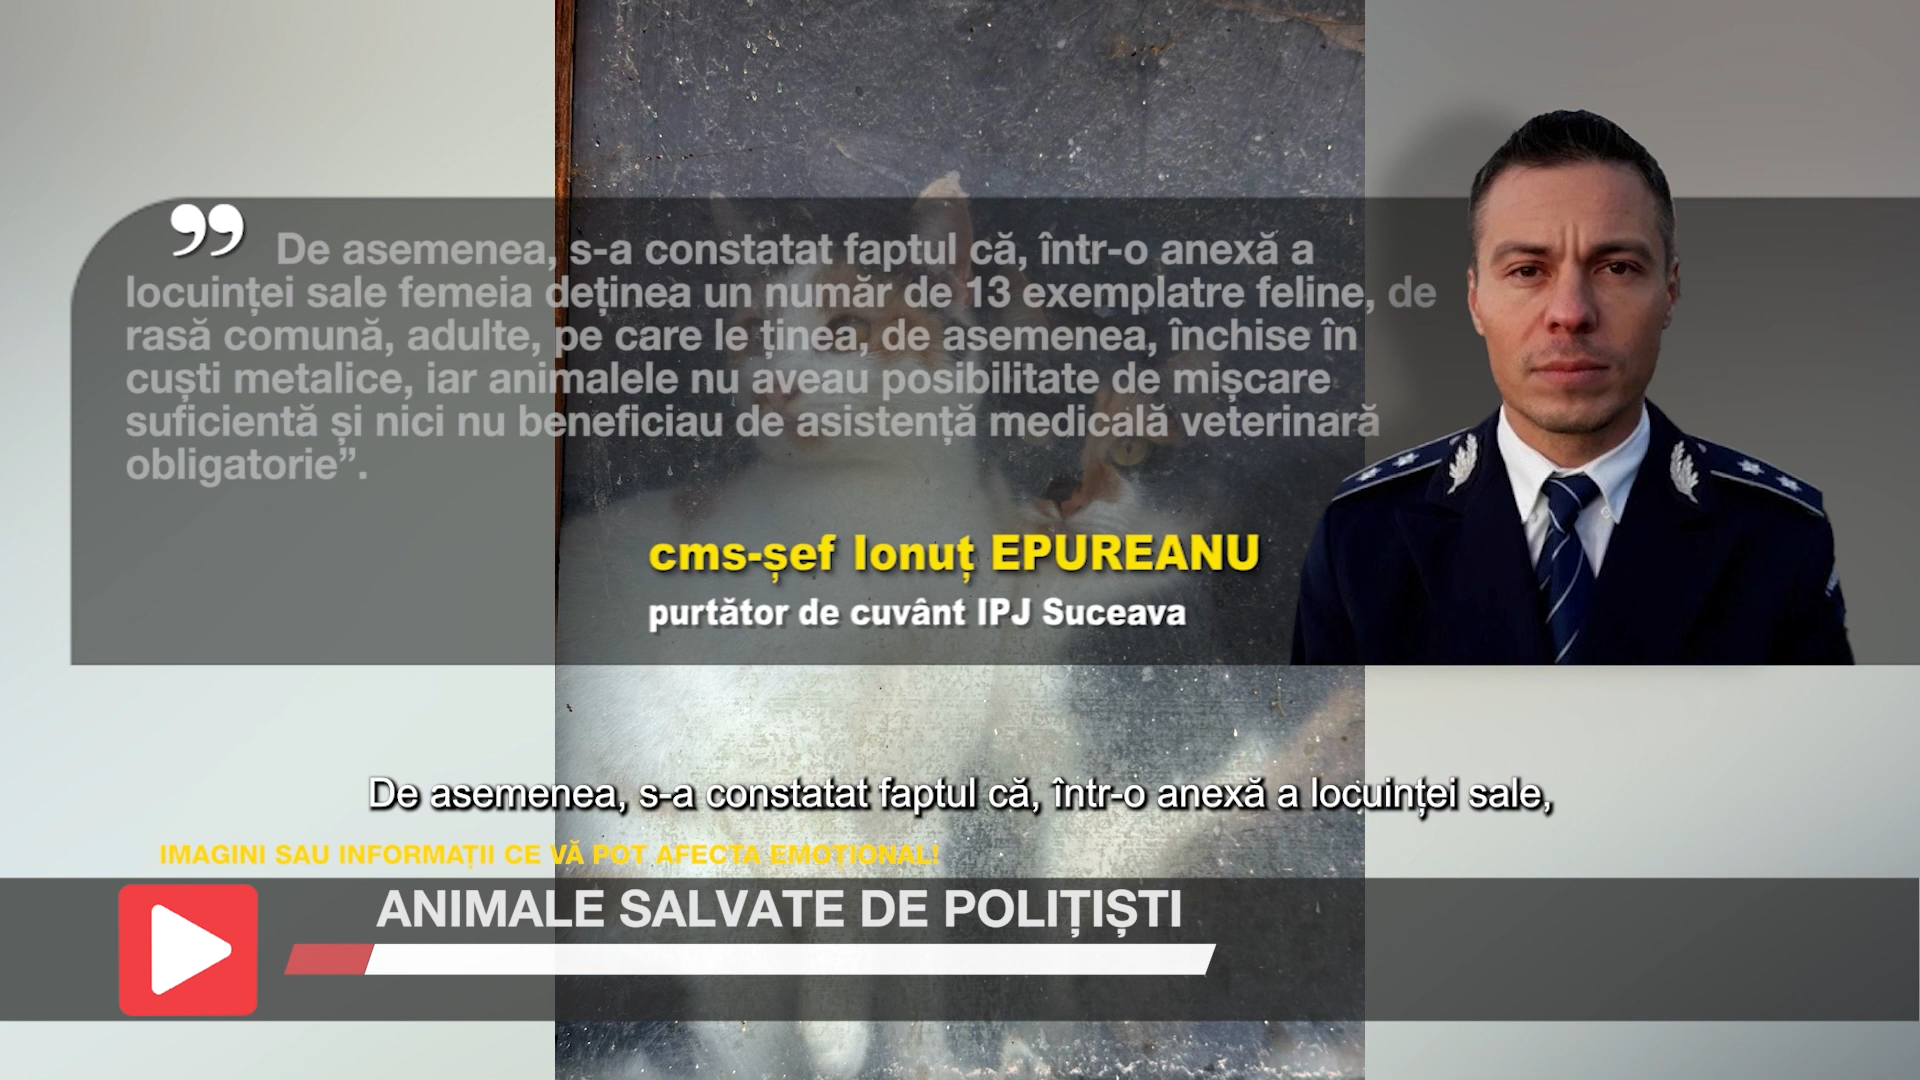 ” De asemenea, s-a constatat faptul că, într-o anexă a
locuinței sale femeia deținea un număr de 13 exemplatre feline, de
rasă comună, adulte, pe care le ținea, de asemenea, închise în
cuști metalice, iar animalele nu aveau posibilitate de mișcare
suficientă și nici nu beneficiau de asistență medicală veterinară
obligatorie”.
cms-șef Ionuț EPUREANU
purtător de cuvânt IPJ Suceava
De asemenea, s-a constatat faptul că, într-o anexă a locuinței sale,
IMAGINI SAU INFORMAȚII CE VĂ POT AFECTA EMOȚIONAL!
ANIMALE SALVATE DE POLIȚIȘTI